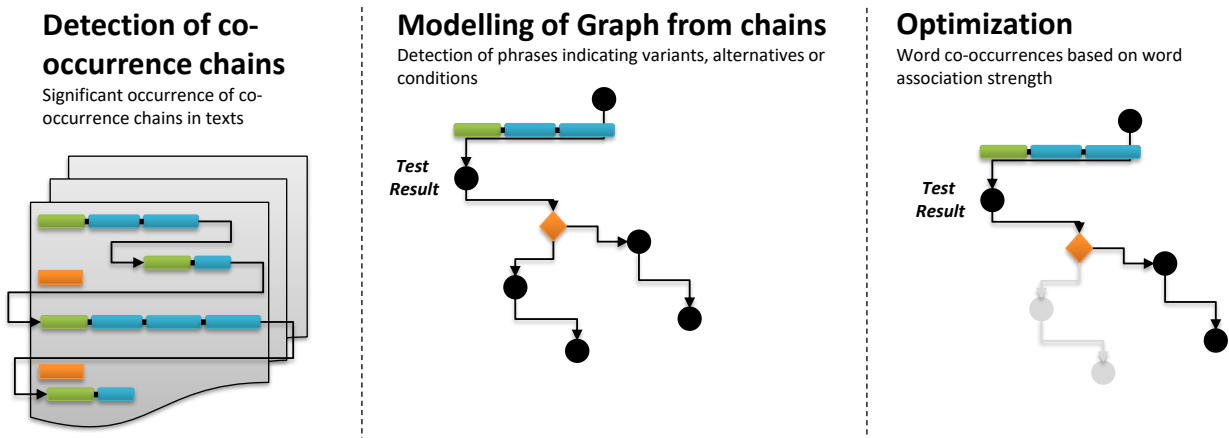 Detection of co-
occurrence chains
Significant occurrence of co-
occurrence chains in texts
Modelling of Graph from chains
Detection of phrases indicating variants, alternatives or
conditions
Test
Result
Optimization
Word co-occurrences based on word
association strength
Test
Result